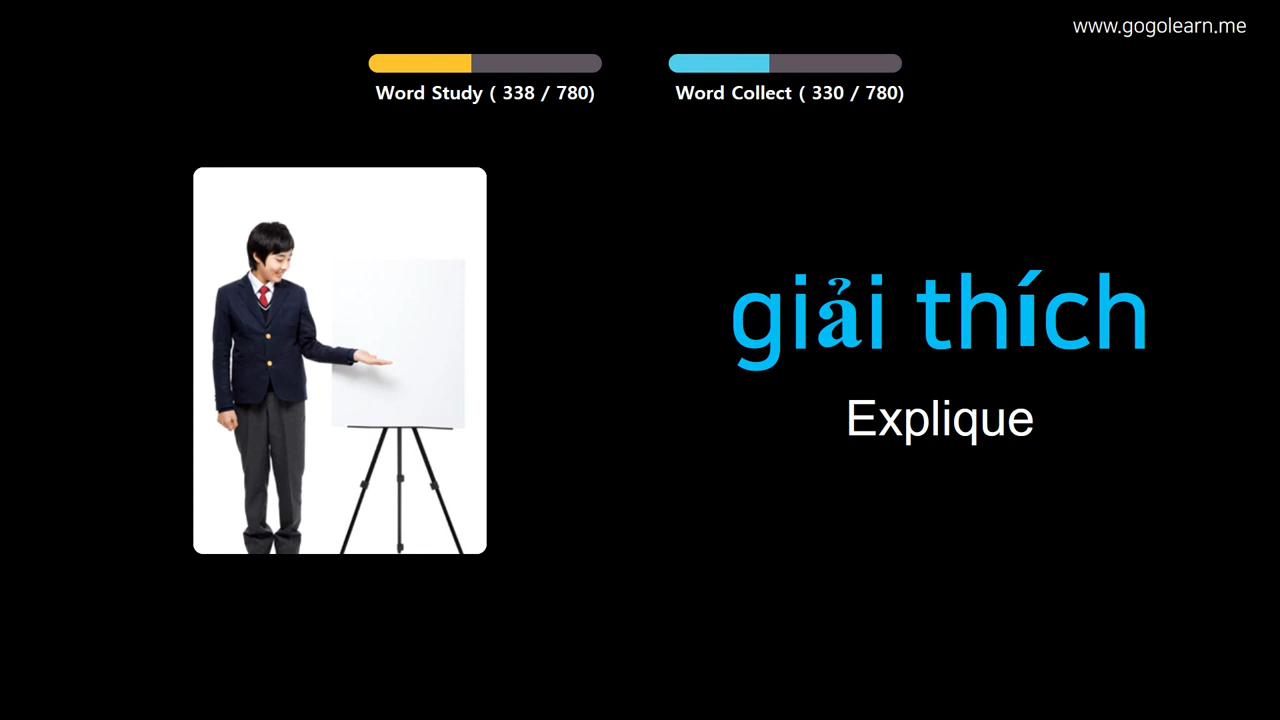 www.gogolearn.me
Word Study ( 338 / 780)
Word Collect ( 330 / 780)
giải thích
Explique